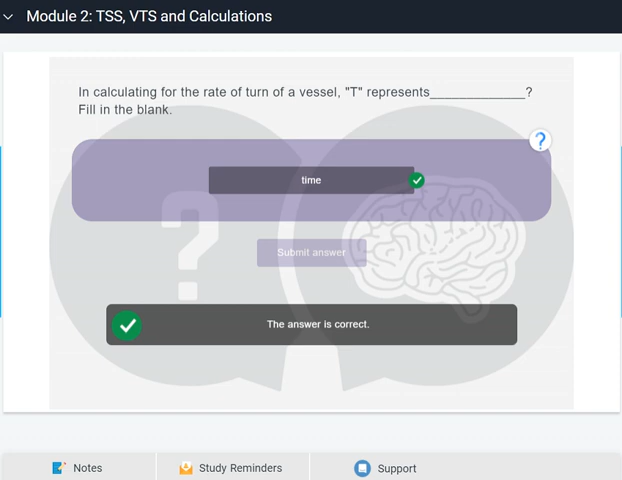 Module 2: TSS, VTS and Calculations
In calculating for the rate of turn of a vessel, "T" represents_____________?
Fill in the blank.
?
time
?
Submit answer
The answer is correct.
Notes
Study Reminders
Support